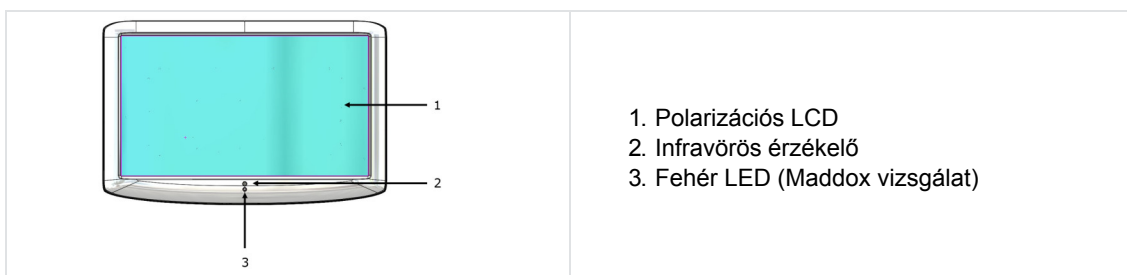 1
2
3
1. Polarizációs LCD
2. Infravörös érzékelő
3. Fehér LED (Maddox vizsgálat)